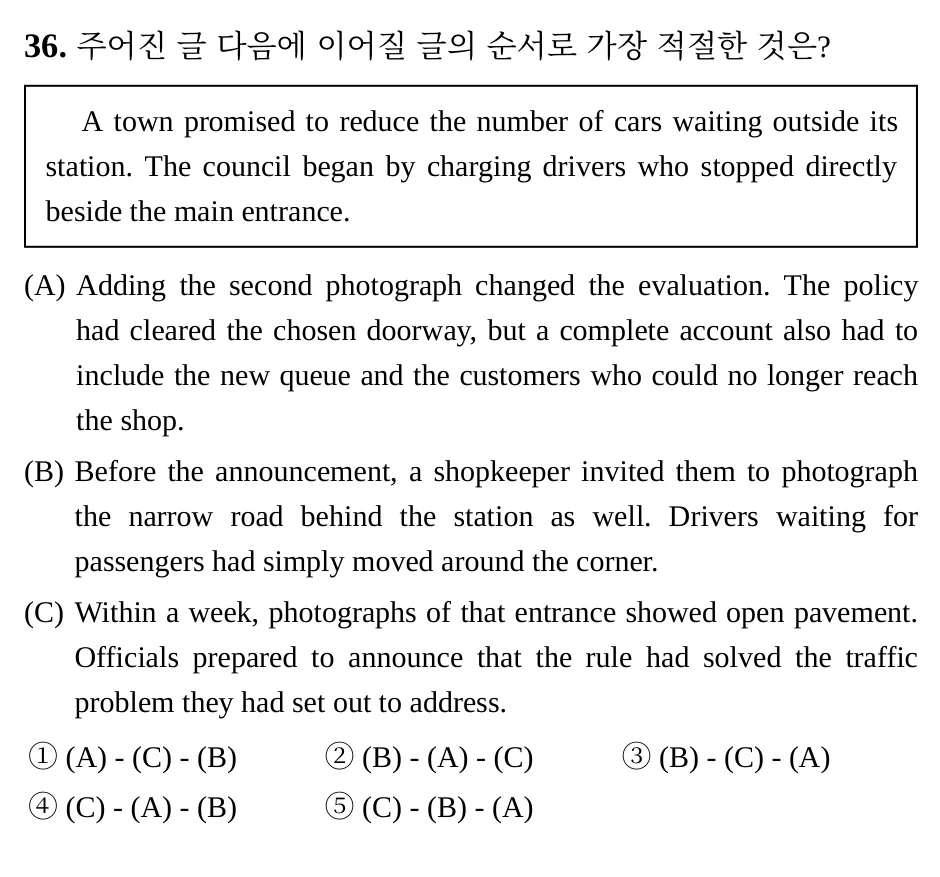 36. 주어진 글 다음에 이어질 글의 순서로 가장 적절한 것은?
A town promised to reduce the number of cars waiting outside its
station. The council began by charging drivers who stopped directly
beside the main entrance.
(A) Adding the second photograph changed the evaluation. The policy
had cleared the chosen doorway, but a complete account also had to
include the new queue and the customers who could no longer reach
the shop.
(B) Before the announcement, a shopkeeper invited them to photograph
the narrow road behind the station as well. Drivers waiting for
passengers had simply moved around the corner.
(C) Within a week, photographs of that entrance showed open pavement.
Officials prepared to announce that the rule had solved the traffic
problem they had set out to address.
① (A) - (C) - (B) ② (B) - (A) - (C) ③ (B) - (C) - (A)
④ (C) - (A) - (B) ⑤ (C) - (B) - (A)